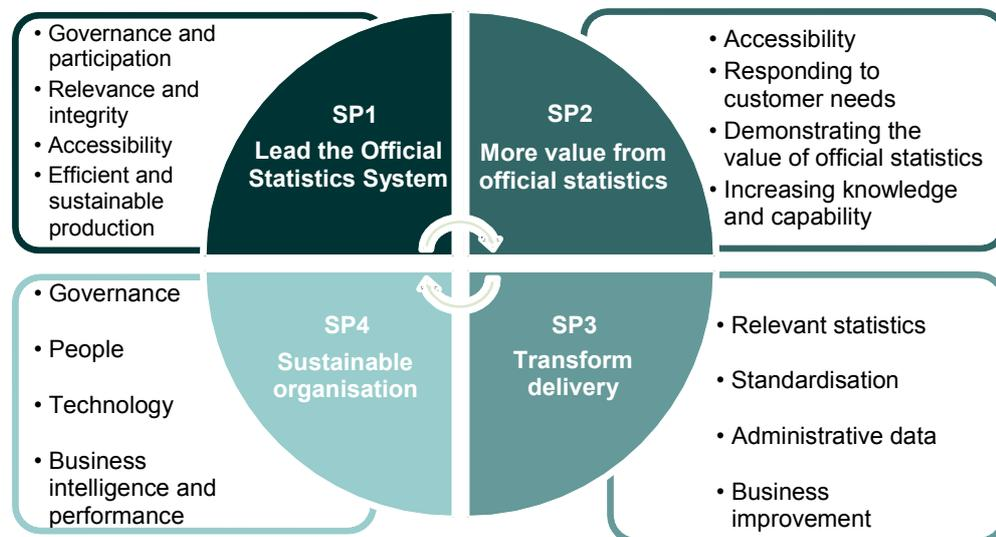 • Governance and
participation
• Relevance and
integrity
• Accessibility
• Efficient and
sustainable
production
SP1
Lead the Official
Statistics System
SP2
More value from
official statistics
• Accessibility
• Responding to
customer needs
• Demonstrating the
value of official statistics
• Increasing knowledge
and capability
• Governance
• People
• Technology
• Business
intelligence and
performance
SP4
Sustainable
organisation
SP3
Transform
delivery
• Relevant statistics
• Standardisation
• Administrative data
• Business
improvement